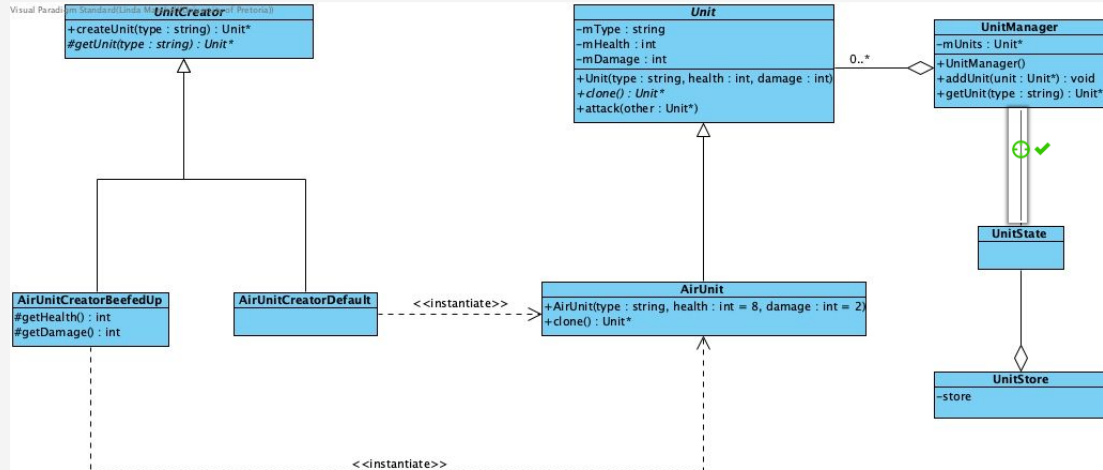 Visual Paradigm Standard(Linda
of Pretoria))
UnitCreator
+createUnit(type : string) : Unit*
#getUnit(type : string) : Unit*
Unit
-mType : string
-mHealth : int
-mDamage : int
+Unit(type : string, health : int, damage : int)
+clone() : Unit*
+attack(other : Unit*)
0..*
UnitManager
-mUnits : Unit*
+UnitManager()
+addUnit(unit : Unit*) : void
+getUnit(type : string) : Unit*
UnitState
AirUnitCreatorBeefedUp
#getHealth() : int
#getDamage() : int
AirUnitCreatorDefault
<<instantiate>>
AirUnit
+AirUnit(type : string, health : int = 8, damage : int = 2)
+clone() : Unit*
UnitStore
-store
<<instantiate>>